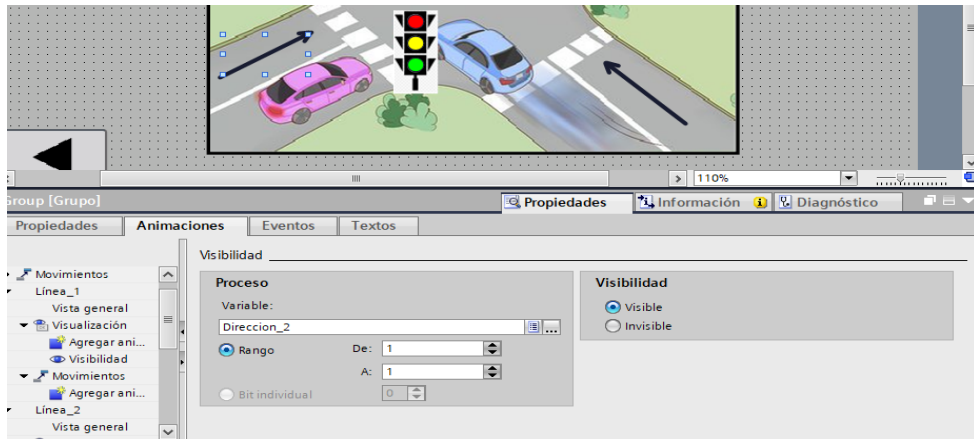 110%
Group [Grupo]
Propiedades
Información
Diagnóstico
Propiedades
Animaciones
Eventos
Textos
Movimientos
Línea_1
Vista general
Visualización
Agregar ani...
Visibilidad
Movimientos
Agregar ani...
Línea_2
Vista general
Visibilidad
Proceso
Variable:
Direccion_2
...
Rango
De: 1
A: 1
Bit individual
0
Visibilidad
Visible
Invisible